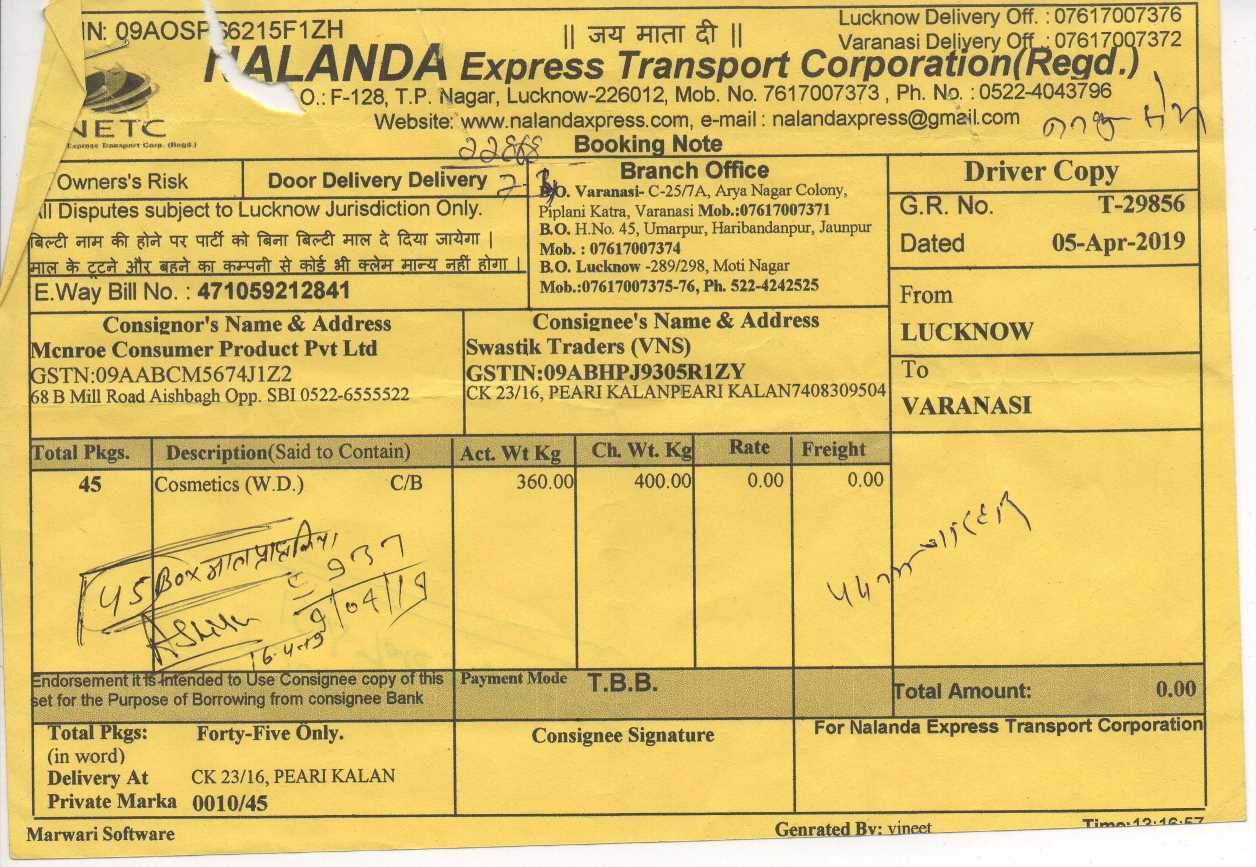 IN: 09AOSP S6215F1ZH
|| जय माता दी ||
Lucknow Delivery Off. : 07617007376
Varanasi Delivery Off. : 07617007372
NALANDA Express Transport Corporation(Regd.)
O.: F-128, T.P. Nagar, Lucknow-226012, Mob. No. 7617007373 , Ph. No. : 0522-4043796
Website: www.nalandaxpress.com, e-mail : nalandaxpress@gmail.com
NETC
Express Transport Corp. (Regd.)
Booking Note
Owners's Risk
Door Delivery Delivery
All Disputes subject to Lucknow Jurisdiction Only.
बिल्टी नाम की होने पर पार्टी को बिना बिल्टी माल दे दिया जायेगा |
माल के टूटने और बहने का कम्पनी से कोई भी क्लेम मान्य नहीं होगा |
E.Way Bill No. : 471059212841
Branch Office
B.O. Varanasi- C-25/7A, Arya Nagar Colony,
Piplani Katra, Varanasi Mob.:07617007371
B.O. H.No. 45, Umarpur, Haribandanpur, Jaunpur
Mob. : 07617007374
B.O. Lucknow -289/298, Moti Nagar
Mob.:07617007375-76, Ph. 522-4242525
Driver Copy
G.R. No. T-29856
Dated 05-Apr-2019
From
LUCKNOW
To
VARANASI
Consignor's Name & Address
Mcnroe Consumer Product Pvt Ltd
GSTN:09AABCM5674J1Z2
68 B Mill Road Aishbagh Opp. SBI 0522-6555522
Consignee's Name & Address
Swastik Traders (VNS)
GSTIN:09ABHPJ9305R1ZY
CK 23/16, PEARI KALANPEARI KALAN7408309504
Total Pkgs. Description(Said to Contain) Act. Wt Kg Ch. Wt. Kg Rate Freight
45 Cosmetics (W.D.) C/B 360.00 400.00 0.00 0.00
45 Box माल प्राप्त किया
9/04/19
16.4.19
Endorsement it is Intended to Use Consignee copy of this
set for the Purpose of Borrowing from consignee Bank
Payment Mode T.B.B.
Total Amount: 0.00
Total Pkgs: Forty-Five Only.
(in word)
Delivery At CK 23/16, PEARI KALAN
Private Marka 0010/45
Consignee Signature
For Nalanda Express Transport Corporation
Marwari Software
Genrated By: vineet
Time:13:16:57